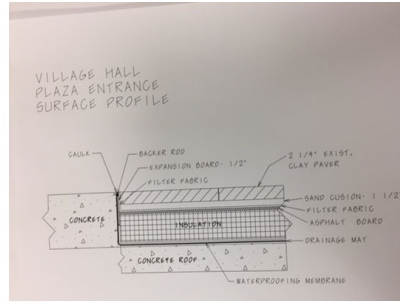 VILLAGE HALL
PLAZA ENTRANCE
SURFACE PROFILE
CAULK
BACKER ROD
EXPANSION BOARD- 1/2"
FILTER FABRIC
2 1/4" EXIST.
CLAY PAVER
SAND CUSION- 1 1/2"
FILTER FABRIC
ASPHALT BOARD
CONCRETE
INSULATION
DRAINAGE MAT
CONCRETE ROOF
WATERPROOFING MEMBRANE